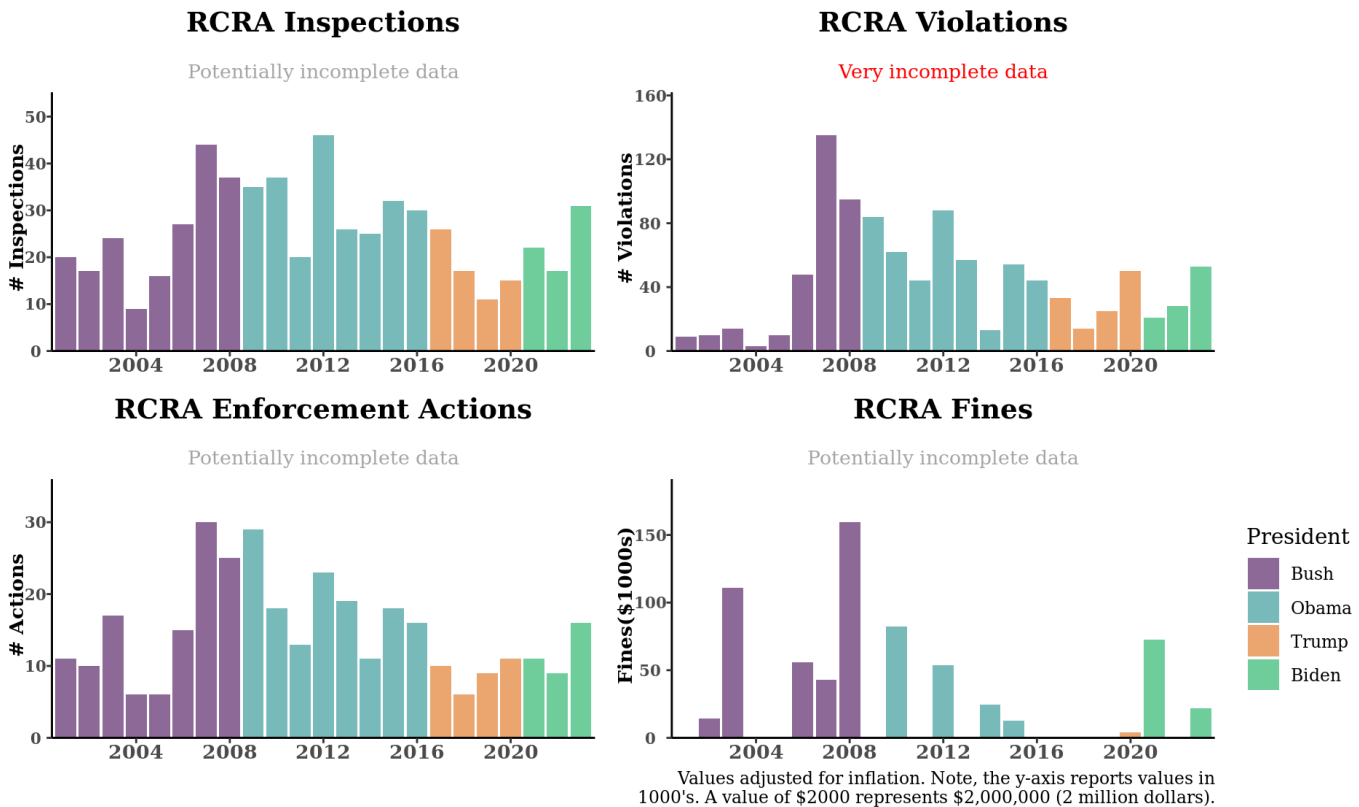 RCRA Inspections
Potentially incomplete data
# Inspections
50
40
30
20
10
0
2004 2008 2012 2016 2020
RCRA Violations
Very incomplete data
# Violations
160
120
80
40
0
2004 2008 2012 2016 2020
RCRA Enforcement Actions
Potentially incomplete data
# Actions
30
20
10
0
2004 2008 2012 2016 2020
RCRA Fines
Potentially incomplete data
Fines($1000s)
150
100
50
0
2004 2008 2012 2016 2020
President
Bush
Obama
Trump
Biden
Values adjusted for inflation. Note, the y-axis reports values in
1000's. A value of $2000 represents $2,000,000 (2 million dollars).